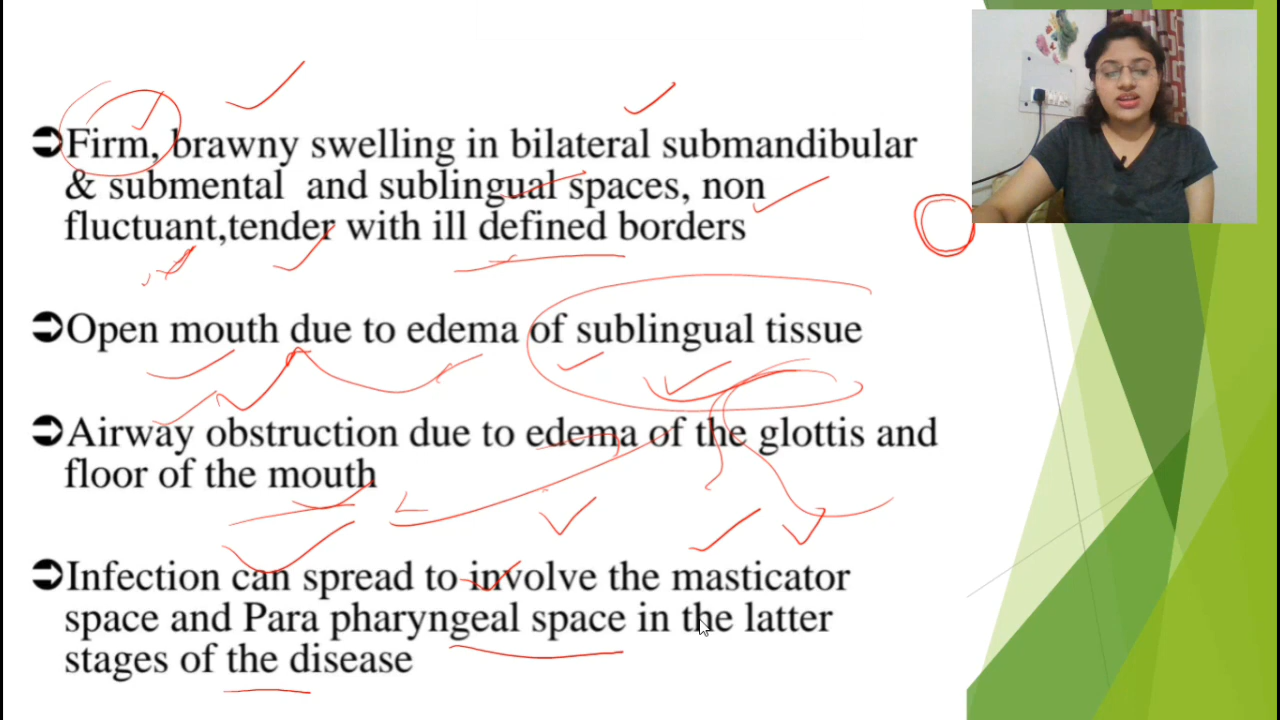 Firm, brawny swelling in bilateral submandibular
& submental and sublingual spaces, non
fluctuant,tender with ill defined borders
Open mouth due to edema of sublingual tissue
Airway obstruction due to edema of the glottis and
floor of the mouth
Infection can spread to involve the masticator
space and Para pharyngeal space in the latter
stages of the disease